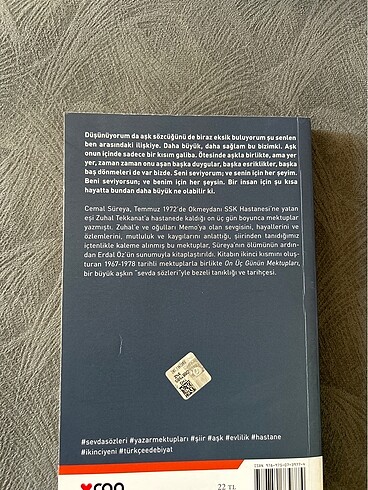 Düşünüyorum da aşk sözcüğünü de biraz eksik buluyorum şu senlen
ben arasındaki ilişkiye. Daha büyük, daha sağlam bu bizimki. Aşk
onun içinde sadece bir kısım galiba. Ötesinde aşkla birlikte, ama yer
yer, zaman zaman onu aşan başka duygular, başka esriklikler, başka
baş dönmeleri de var bizde. Seni seviyorum; ve senin için her şeyim.
Beni seviyorsun; ve benim için her şeysin. Bir insan için şu kısa
hayatta bundan daha büyük ne olabilir ki.
Cemal Süreya, Temmuz 1972'de Okmeydanı SSK Hastanesi'ne yatan
eşi Zuhal Tekkanat'a hastanede kaldığı on üç gün boyunca mektuplar
yazmıştı. Zuhal'e ve oğulları Memo'ya olan sevgisini, hayallerini ve
özlemlerini, mutluluk ve kaygılarını anlattığı, şiirinden tanıdığımız
içtenlikle kaleme alınmış bu mektuplar, Süreya'nın ölümünün ardın-
dan Erdal Öz'ün sunumuyla kitaplaştırıldı. Kitabın ikinci kısmını oluş-
turan 1967-1978 tarihli mektuplarla birlikte On Üç Günün Mektupları,
bir büyük aşkın "sevda sözleri"yle bezeli tanıklığı ve tarihçesi.
#sevdasözleri #yazarmektupları #şiir #aşk #evlilik #hastane
#ikinciyeni #türkçeedebiyat
can
22 TL